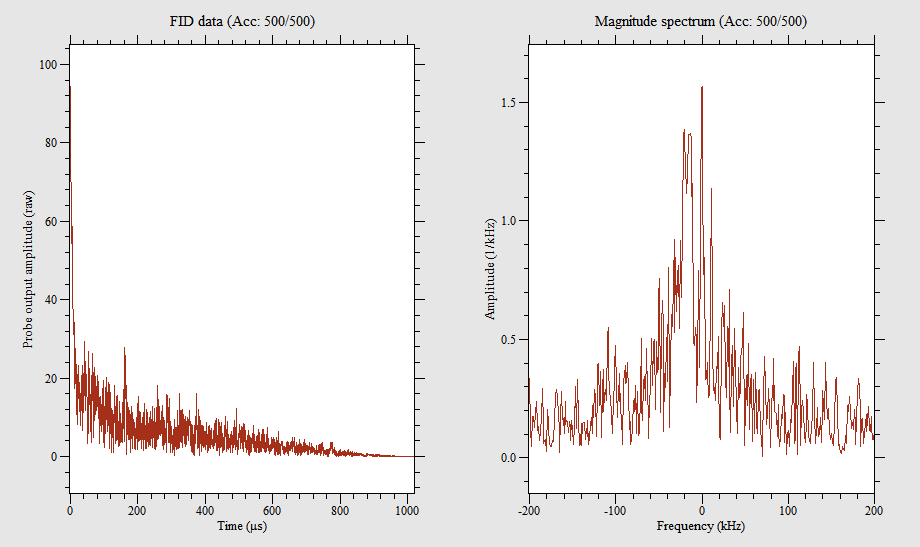 FID data (Acc: 500/500)
Probe output amplitude (raw)
100
80
60
40
20
0
0 200 400 600 800 1000
Time (µs)
Magnitude spectrum (Acc: 500/500)
Amplitude (1/kHz)
1.5
1.0
0.5
0.0
-200 -100 0 100 200
Frequency (kHz)